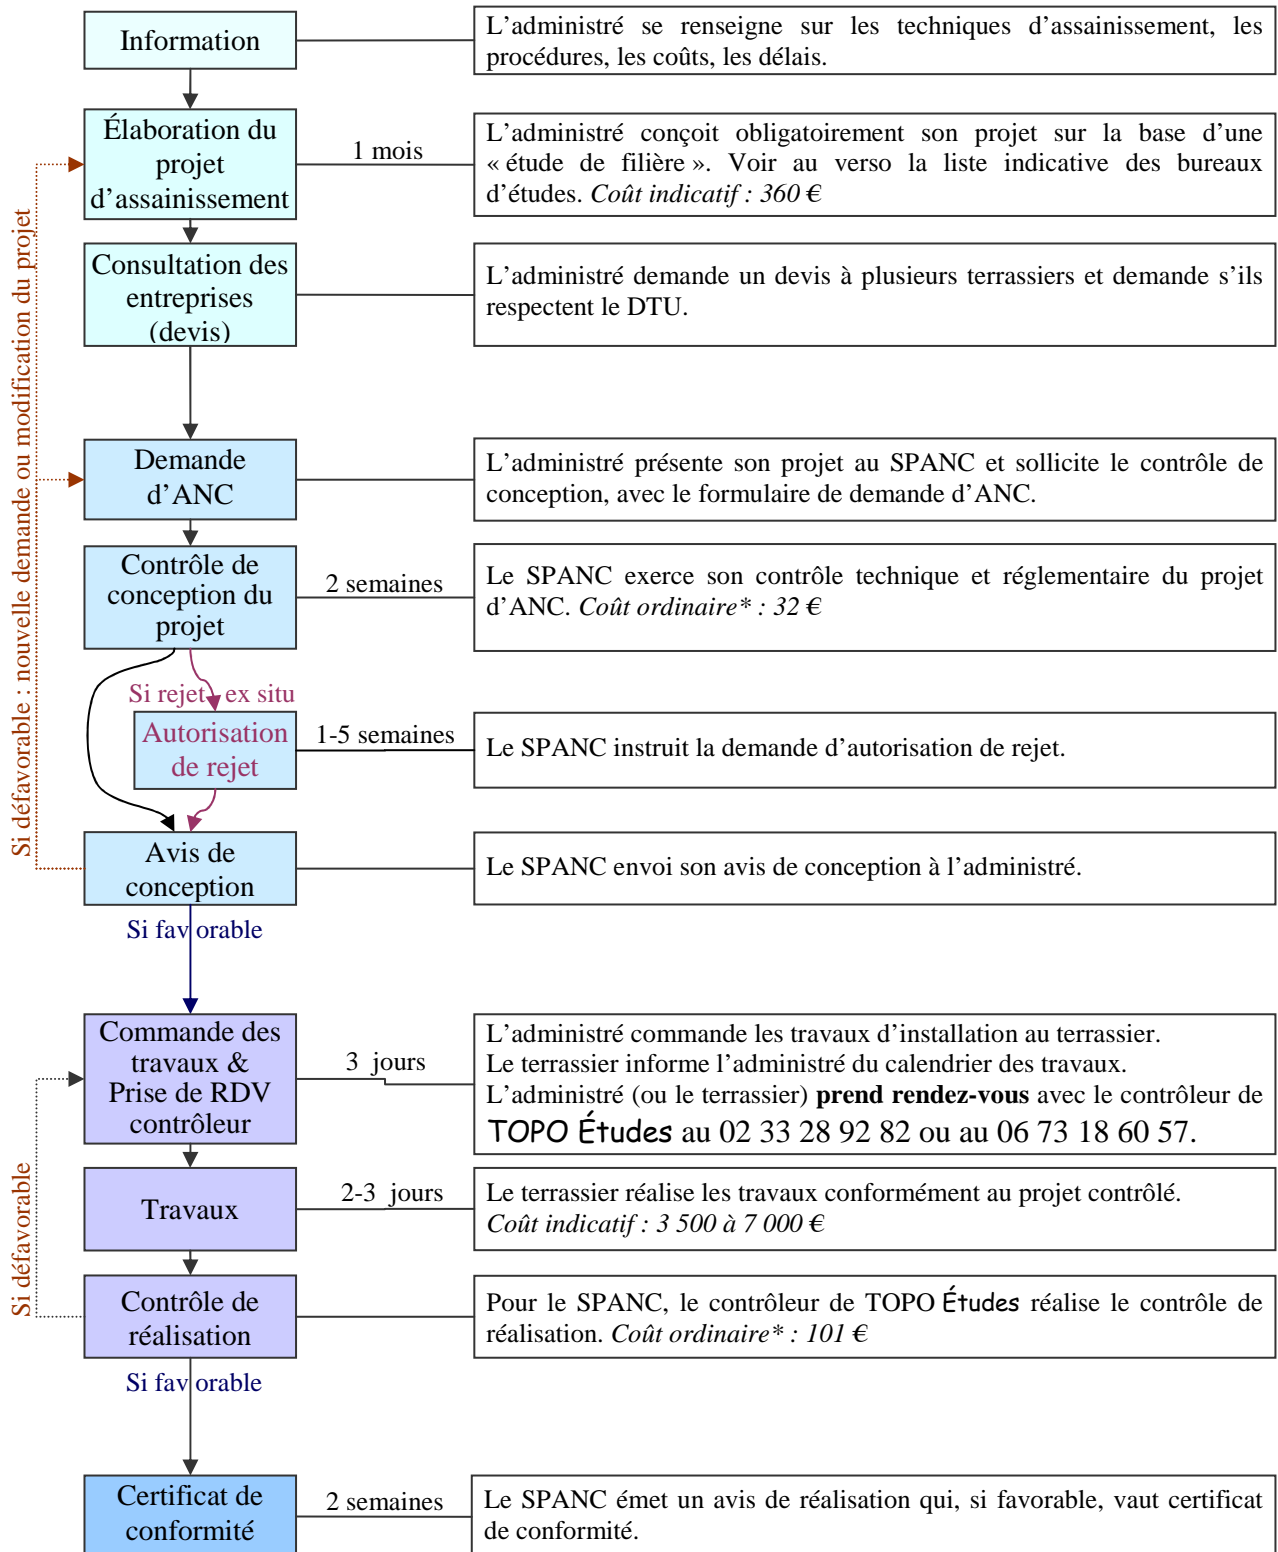 Information
L'administré se renseigne sur les techniques d'assainissement, les
procédures, les coûts, les délais.
Élaboration du
projet
d'assainissement
1 mois
L'administré conçoit obligatoirement son projet sur la base d'une
« étude de filière ». Voir au verso la liste indicative des bureaux
d'études. Coût indicatif : 360 €
Consultation des
entreprises
(devis)
L'administré demande un devis à plusieurs terrassiers et demande s'ils
respectent le DTU.
Si défavorable : nouvelle demande ou modification du projet
Demande
d'ANC
L'administré présente son projet au SPANC et sollicite le contrôle de
conception, avec le formulaire de demande d'ANC.
Contrôle de
conception du
projet
2 semaines
Le SPANC exerce son contrôle technique et réglementaire du projet
d'ANC. Coût ordinaire* : 32 €
Si rejet ex situ
Autorisation
de rejet
1-5 semaines
Le SPANC instruit la demande d'autorisation de rejet.
Avis de
conception
Le SPANC envoi son avis de conception à l'administré.
Si favorable
Commande des
travaux &
Prise de RDV
contrôleur
3 jours
L'administré commande les travaux d'installation au terrassier.
Le terrassier informe l'administré du calendrier des travaux.
L'administré (ou le terrassier) prend rendez-vous avec le contrôleur de
TOPO Études au 02 33 28 92 82 ou au 06 73 18 60 57.
Si défavorable
Travaux
2-3 jours
Le terrassier réalise les travaux conformément au projet contrôlé.
Coût indicatif : 3 500 à 7 000 €
Contrôle de
réalisation
Pour le SPANC, le contrôleur de TOPO Études réalise le contrôle de
réalisation. Coût ordinaire* : 101 €
Si favorable
Certificat de
conformité
2 semaines
Le SPANC émet un avis de réalisation qui, si favorable, vaut certificat
de conformité.